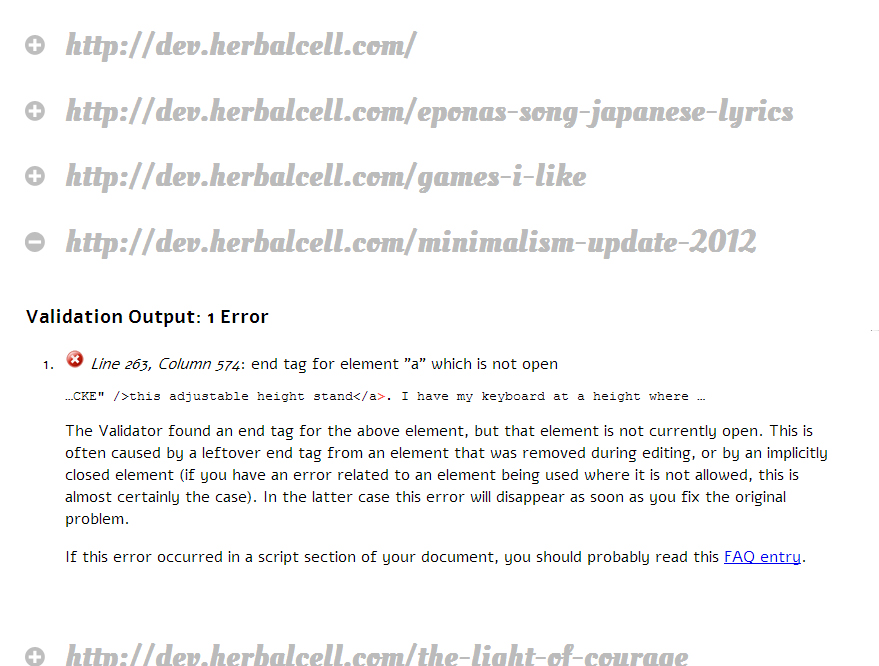 http://dev.herbalcell.com/
http://dev.herbalcell.com/eponas-song-japanese-lyrics
http://dev.herbalcell.com/games-i-like
http://dev.herbalcell.com/minimalism-update-2012
Validation Output: 1 Error
1. Line 263, Column 574: end tag for element "a" which is not open
…CKE" />this adjustable height stand</a>. I have my keyboard at a height where …
The Validator found an end tag for the above element, but that element is not currently open. This is
often caused by a leftover end tag from an element that was removed during editing, or by an implicitly
closed element (if you have an error related to an element being used where it is not allowed, this is
almost certainly the case). In the latter case this error will disappear as soon as you fix the original
problem.
If this error occurred in a script section of your document, you should probably read this FAQ entry.
http://dev.herbalcell.com/the-light-of-courage